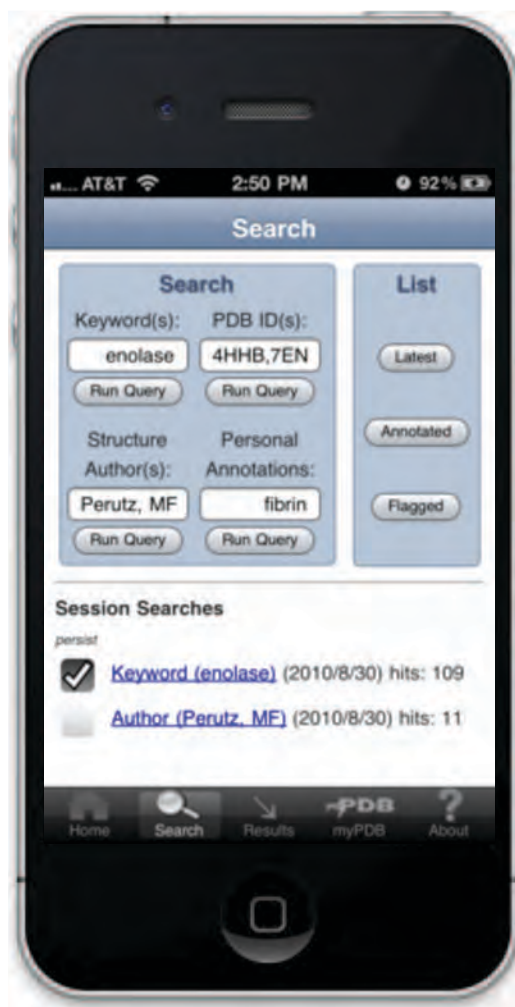 ... AT&T 2:50 PM 92%
Search
Search
Keyword(s): PDB ID(s):
enolase 4HHB,7EN
Run Query Run Query
Structure Personal
Author(s): Annotations:
Perutz, MF fibrin
Run Query Run Query
List
Latest
Annotated
Flagged
Session Searches
persist
Keyword (enolase) (2010/8/30) hits: 109
Author (Perutz, MF) (2010/8/30) hits: 11
PDB
Home Search Results myPDB About